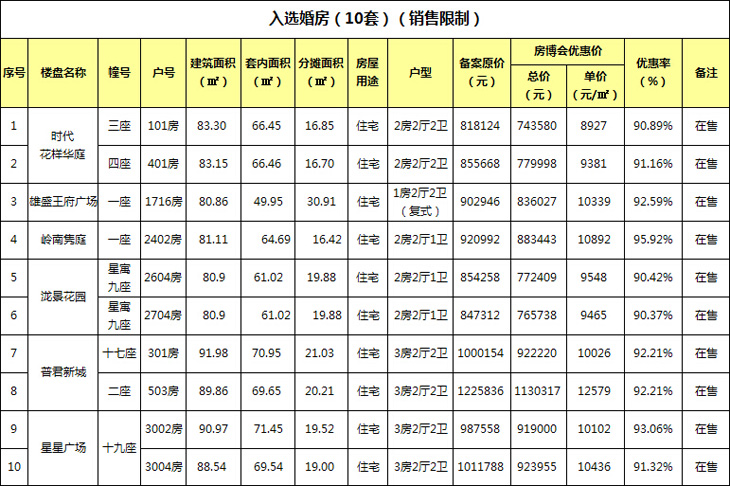 入选婚房（10套）（销售限制）
序号 楼盘名称 幢号 户号 建筑面积（㎡） 套内面积（㎡） 分摊面积（㎡） 房屋用途 户型 备案原价（元） 房博会优惠价 总价（元） 单价（元/㎡） 优惠率（%） 备注
1 时代花样华庭 三座 101房 83.30 66.45 16.85 住宅 2房2厅2卫 818124 743580 8927 90.89% 在售
2 四座 401房 83.15 66.46 16.70 住宅 2房2厅2卫 855668 779998 9381 91.16% 在售
3 雄盛王府广场 一座 1716房 80.86 49.95 30.91 住宅 1房2厅2卫（复式） 902946 836027 10339 92.59% 在售
4 岭南隽庭 一座 2402房 81.11 64.69 16.42 住宅 2房2厅1卫 920992 883443 10892 95.92% 在售
5 泷景花园 星寓九座 2604房 80.9 61.02 19.88 住宅 2房2厅1卫 854258 772409 9548 90.42% 在售
6 星寓九座 2704房 80.9 61.02 19.88 住宅 2房2厅1卫 847312 765738 9465 90.37% 在售
7 普君新城 十七座 301房 91.98 70.95 21.03 住宅 3房2厅2卫 1000154 922220 10026 92.21% 在售
8 二座 503房 89.86 69.65 20.21 住宅 3房2厅2卫 1225836 1130317 12579 92.21% 在售
9 星星广场 十九座 3002房 90.97 71.45 19.52 住宅 3房2厅2卫 987558 919000 10102 93.06% 在售
10 3004房 88.54 69.54 19.00 住宅 3房2厅2卫 1011788 923955 10436 91.32% 在售